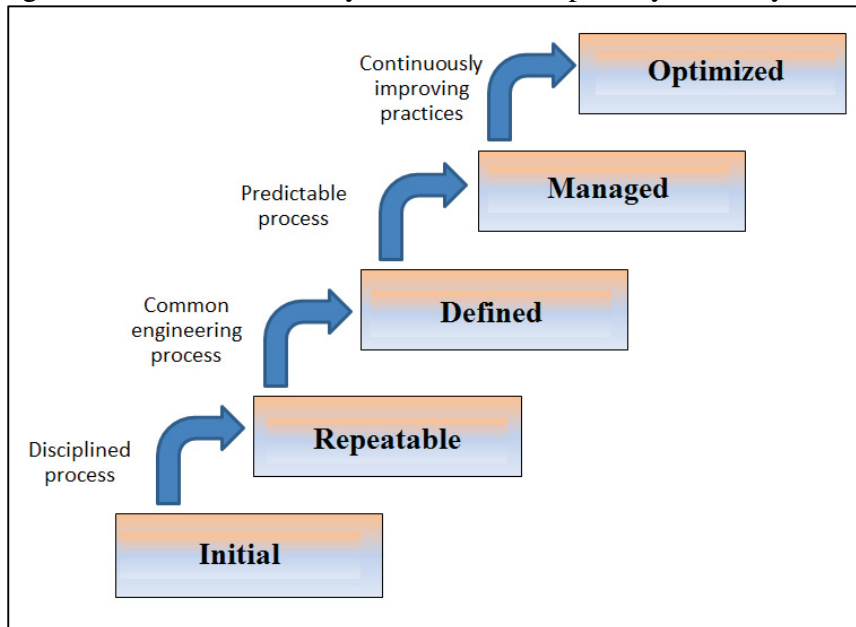 Continuously
improving
practices
Optimized
Predictable
process
Managed
Common
engineering
process
Defined
Disciplined
process
Repeatable
Initial